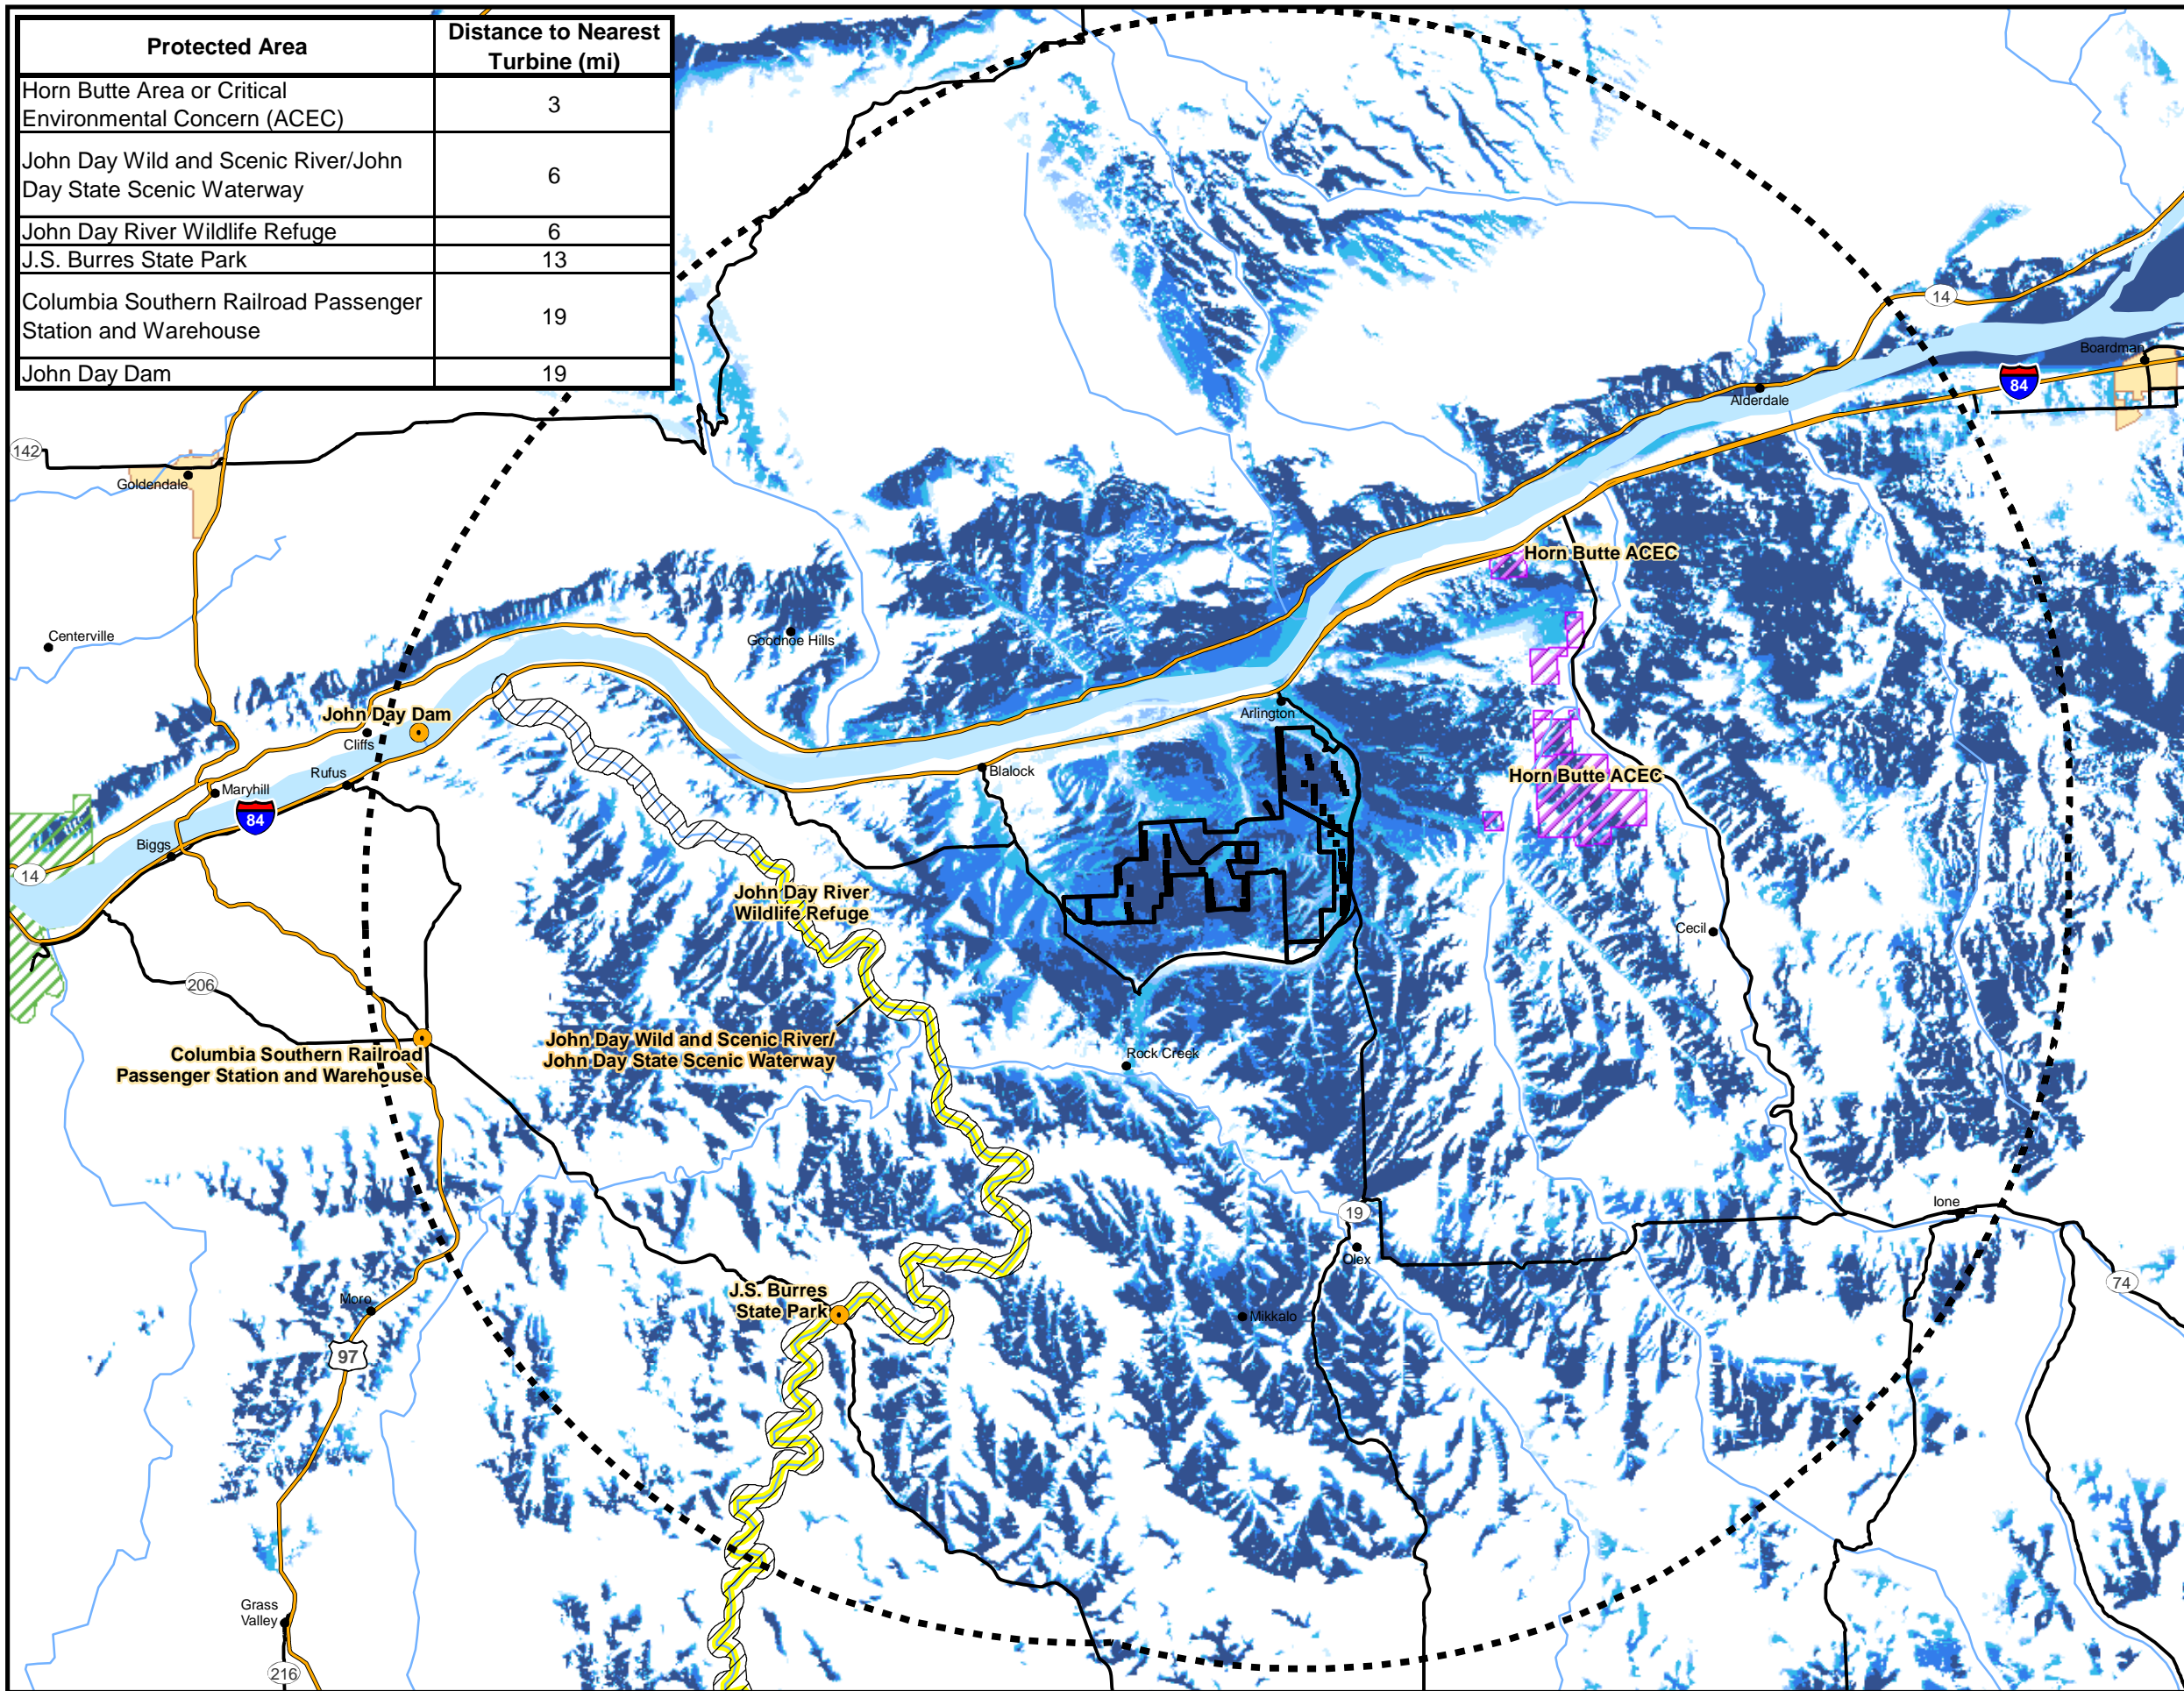 Protected Area
Distance to Nearest
Turbine (mi)
Horn Butte Area or Critical
Environmental Concern (ACEC)
3
John Day Wild and Scenic River/John
Day State Scenic Waterway
6
John Day River Wildlife Refuge
6
J.S. Burres State Park
13
Columbia Southern Railroad Passenger
Station and Warehouse
19
John Day Dam
19
14
Boardman
84
Alderdale
142
Goldendale
Horn Butte ACEC
Centerville
Goodnoe Hills
John Day Dam
Cliffs
Arlington
Rufus
Blalock
Horn Butte ACEC
Maryhill
84
Biggs
14
John Day River
Wildlife Refuge
Cecil
206
John Day Wild and Scenic River/
John Day State Scenic Waterway
Columbia Southern Railroad
Passenger Station and Warehouse
Rock Creek
Ione
19
Olex
74
J.S. Burres
State Park
Moro
Mikkalo
97
Grass
Valley
216